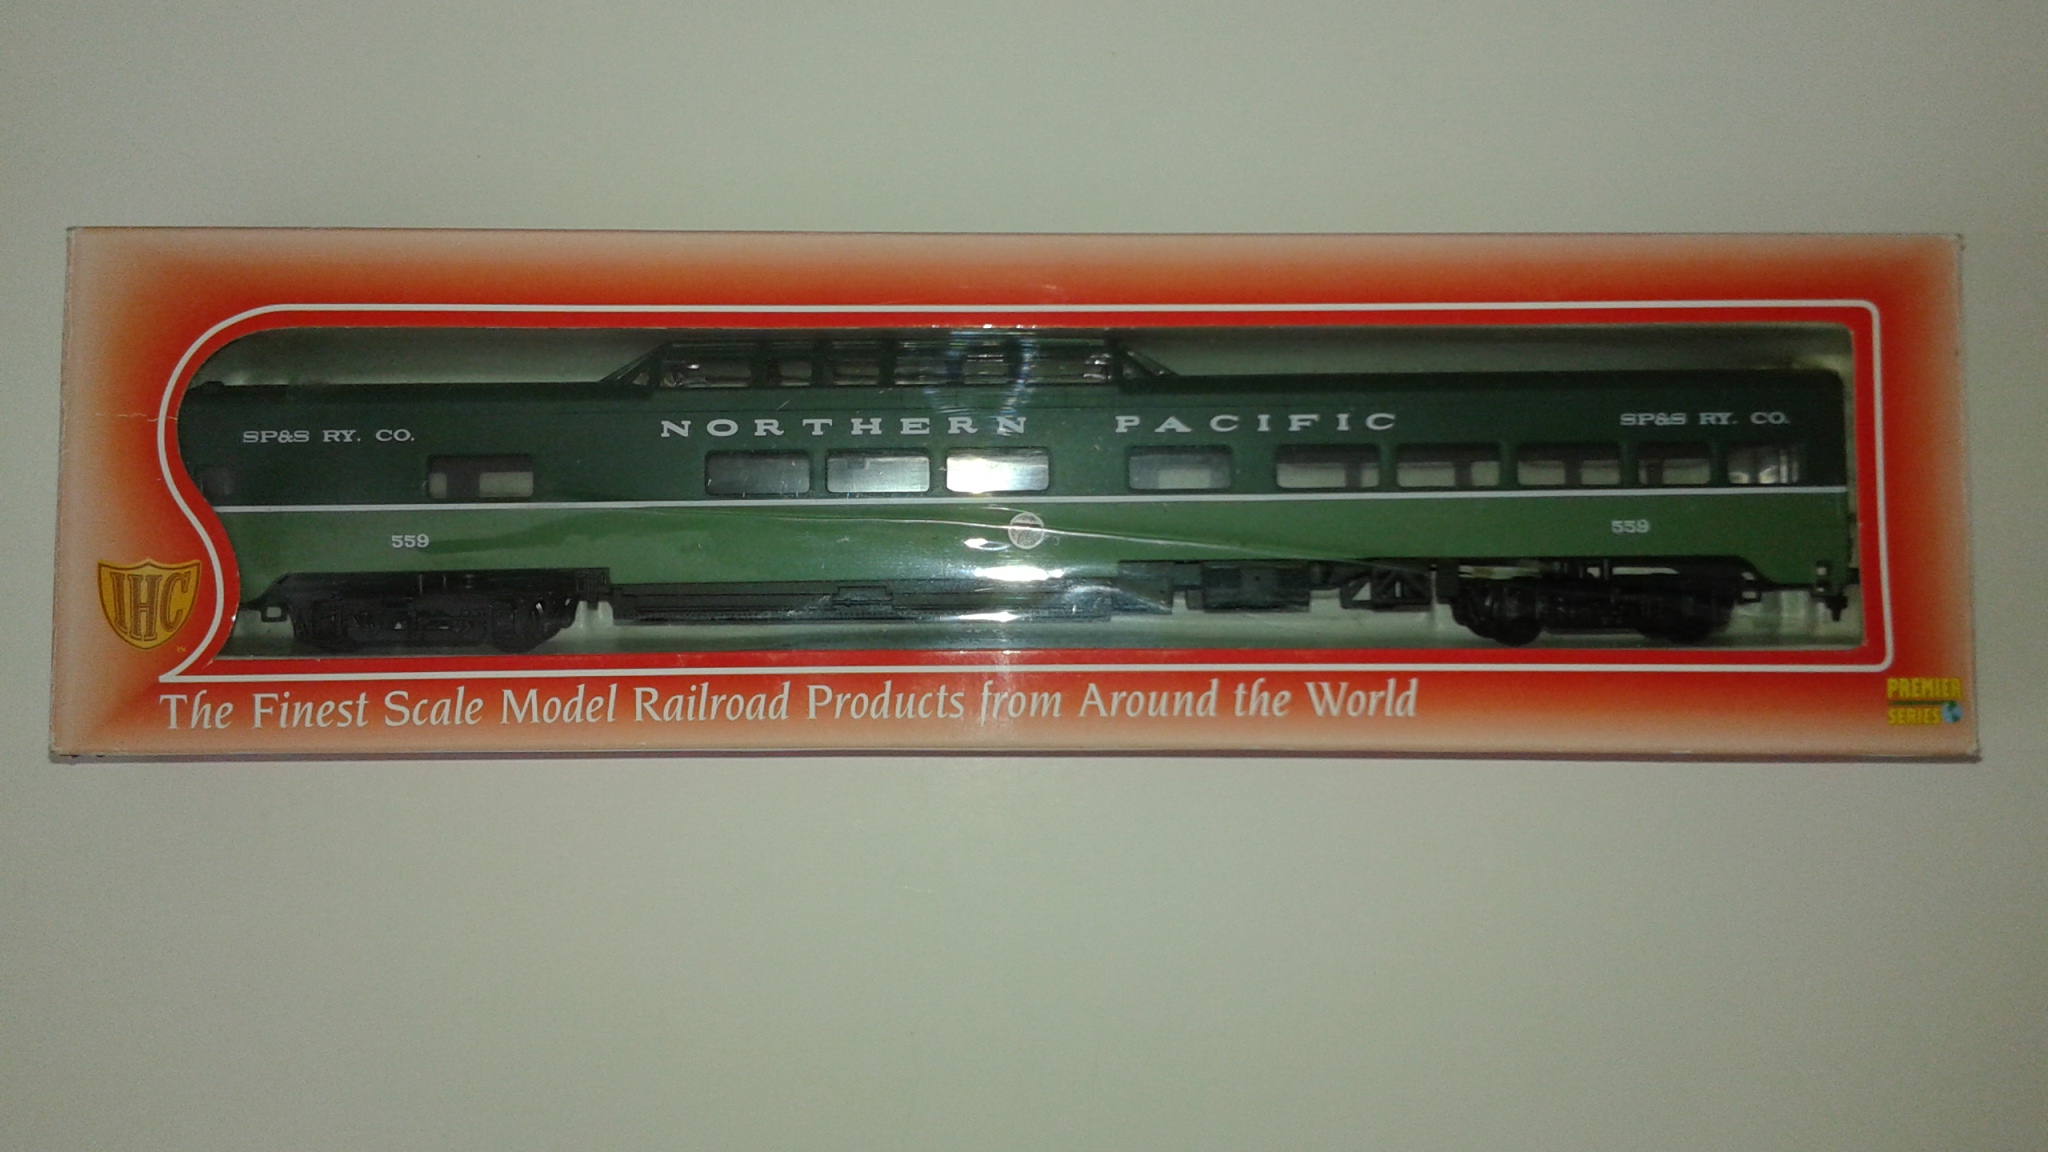 SP&S RY. CO.
NORTHERN PACIFIC
SP&S RY. CO.
559
559
IHC
The Finest Scale Model Railroad Products from Around the World
PREMIER
SERIES